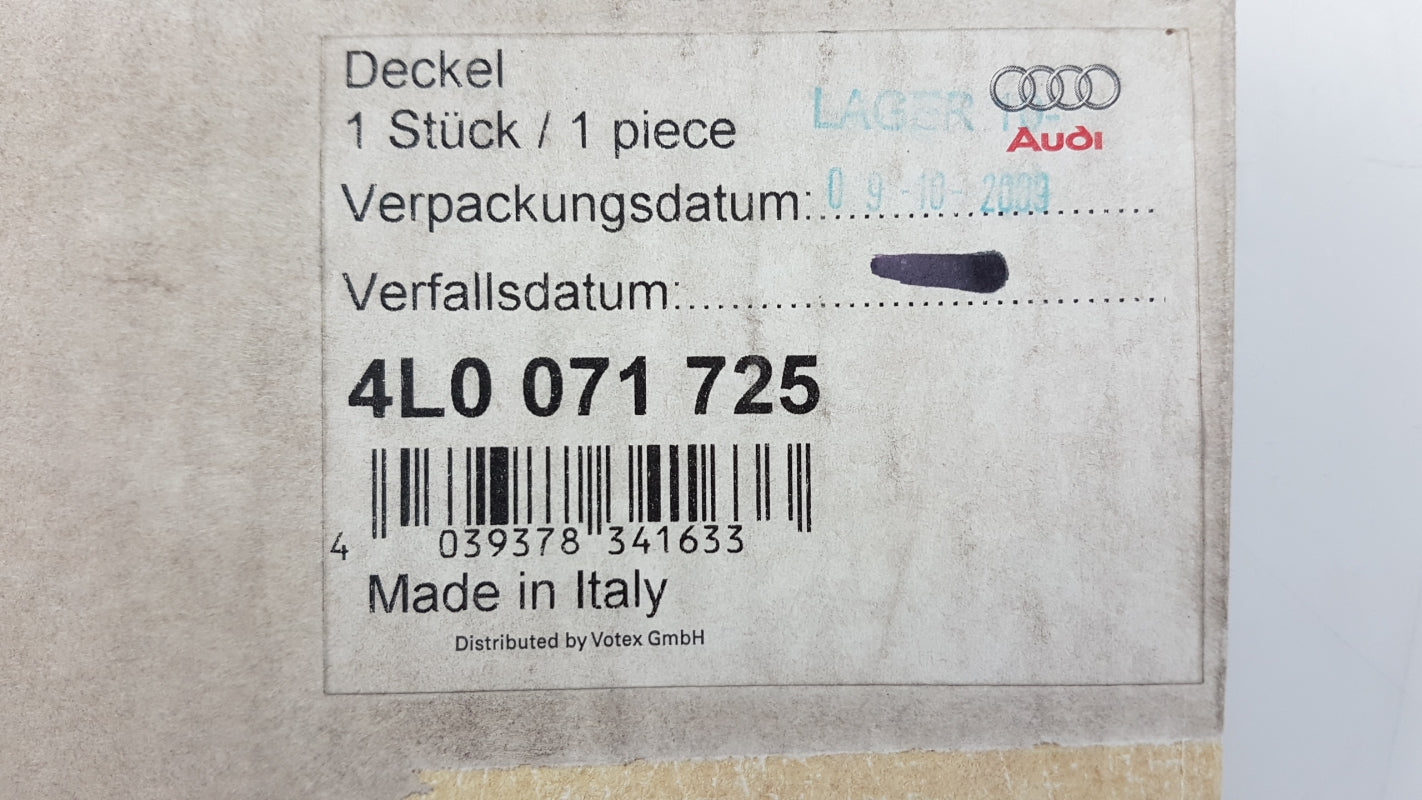 Deckel
1 Stück / 1 piece
LAGER
Audi
Verpackungsdatum: 09-10-2009
Verfallsdatum:
4L0 071 725
4 039378 341633
Made in Italy
Distributed by Votex GmbH